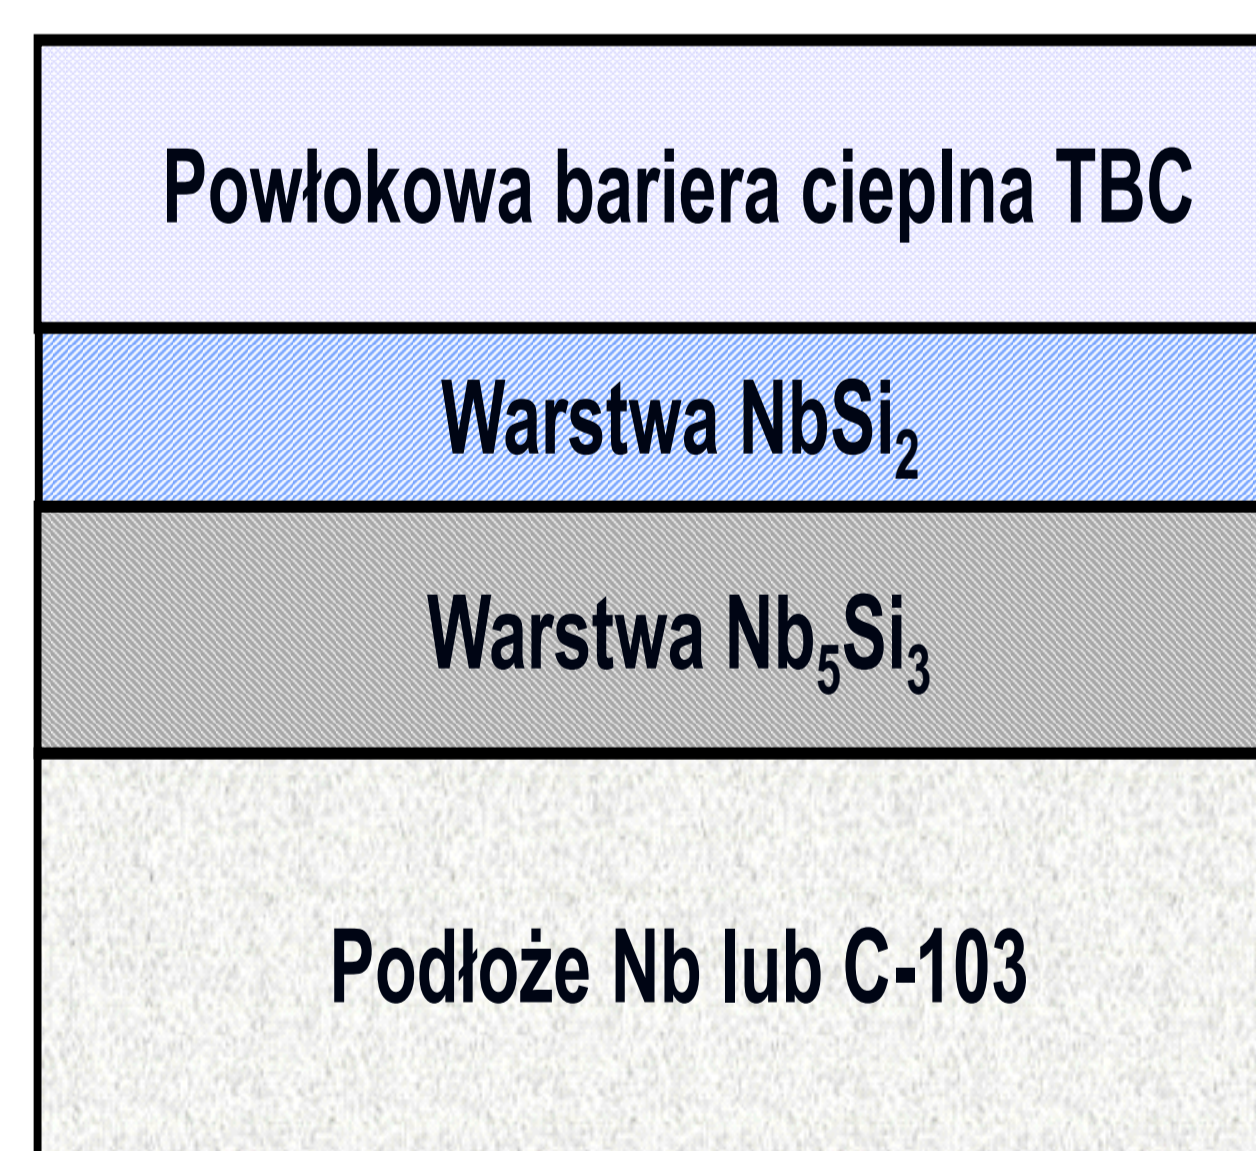 Powłokowa bariera cieplna TBC
Warstwa NbSi₂
Warstwa Nb₅Si₃
Podłoże Nb lub C-103